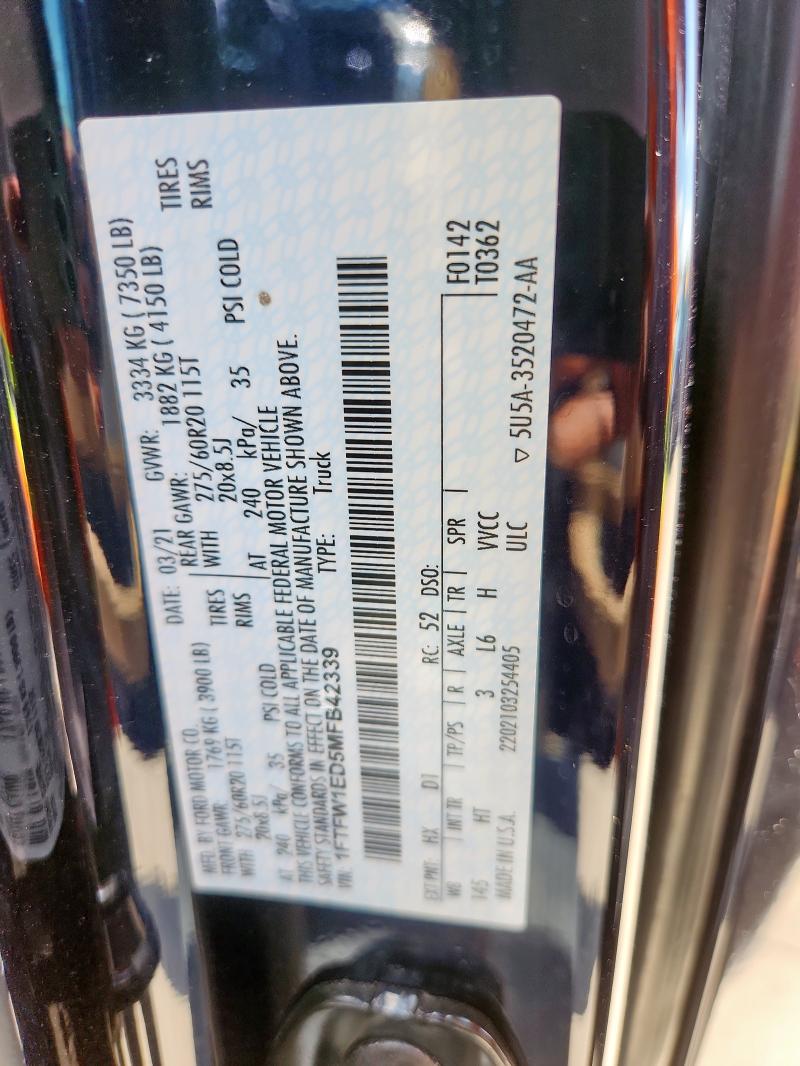 MFD. BY FORD MOTOR CO.
DATE: 03/21 GVWR: 3334 KG ( 7350 LB)
FRONT GAWR: 1769 KG ( 3900 LB) REAR GAWR: 1882 KG ( 4150 LB)
WITH 275/60R20 115T TIRES WITH 275/60R20 115T TIRES
20x8.5J RIMS 20x8.5J RIMS
AT 240 kPa/ 35 PSI COLD AT 240 kPa/ 35 PSI COLD
THIS VEHICLE CONFORMS TO ALL APPLICABLE FEDERAL MOTOR VEHICLE
SAFETY STANDARDS IN EFFECT ON THE DATE OF MANUFACTURE SHOWN ABOVE.
VIN: 1FTFW1ED5MFB42339 TYPE: Truck
EXT PNT: HX D1 RC: 52 DSO: F0142
WB INT TR TP/PS R AXLE TR SPR T0362
145 HT 3 L6 H VVCC
MADE IN U.S.A. 2202103254405 ULC ▽ 5U5A-3520472-AA